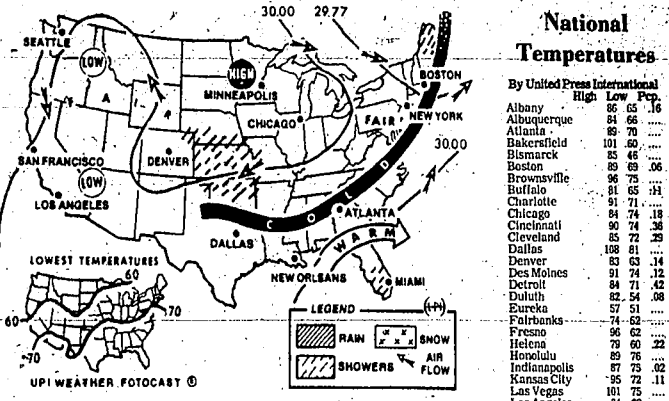 30.00
29.77
SEATTLE
LOW
HIGH
MINNEAPOLIS
BOSTON
CHICAGO
FAIR
NEW YORK
FAIR
DENVER
30.00
SAN FRANCISCO
LOW
LOS ANGELES
COLD
ATLANTA
DALLAS
WARM
NEW ORLEANS
MIAMI
LOWEST TEMPERATURES
60
70
60
70
LEGEND
RAIN
SNOW
SHOWERS
AIR
FLOW
UPI WEATHER FOTOCAST ®
National
Temperatures
By United Press International
High Low Pcp.
Albany 86 65 .16
Albuquerque 84 66 ....
Atlanta 89 70 ....
Bakersfield 101 60 ....
Bismarck 85 46 ....
Boston 89 69 .06
Brownsville 96 75 ....
Buffalo 81 65 .11
Charlotte 91 71 ....
Chicago 84 74 .18
Cincinnati 90 74 .36
Cleveland 85 72 .29
Dallas 108 81 ....
Denver 83 63 .14
Des Moines 91 74 .12
Detroit 84 71 .42
Duluth 82 54 .08
Eureka 57 51 ....
Fairbanks 74 62 ....
Fresno 96 62 ....
Helena 79 60 .22
Honolulu 89 76 ....
Indianapolis 87 75 .02
Kansas City 95 72 .11
Las Vegas 101 75 ....